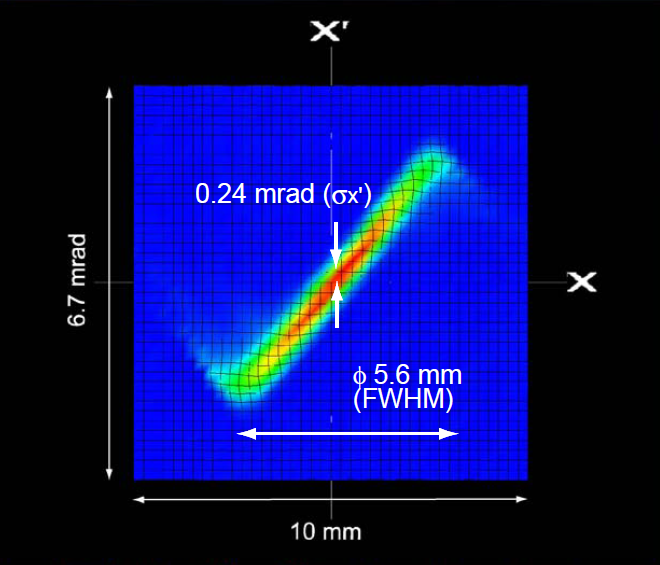 X'
0.24 mrad (σx')
X
6.7 mrad
ϕ 5.6 mm
(FWHM)
10 mm